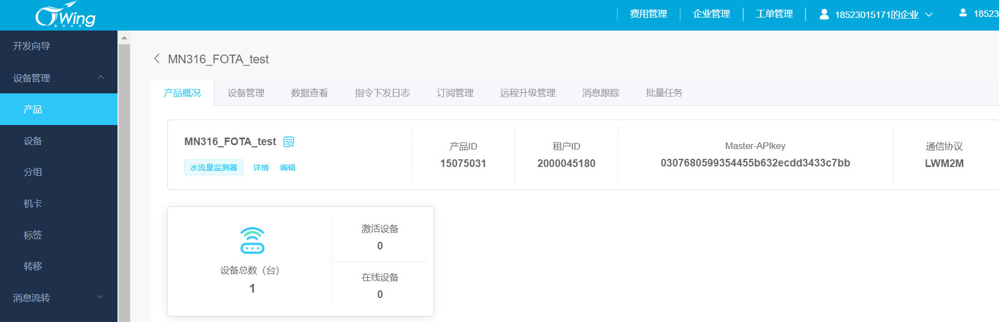 Wing
智联未来
费用管理
企业管理
工单管理
18523015171的企业
18523
开发向导
设备管理
产品
设备
分组
机卡
标签
转移
消息流转
MN316_FOTA_test
产品概况
设备管理
数据查看
指令下发日志
订阅管理
远程升级管理
消息跟踪
批量任务
MN316_FOTA_test
水流量监测器
详情
编辑
产品ID
15075031
租户ID
2000045180
Master-APIkey
0307680599354455b632ecdd3433c7bb
通信协议
LWM2M
设备总数（台）
1
激活设备
0
在线设备
0